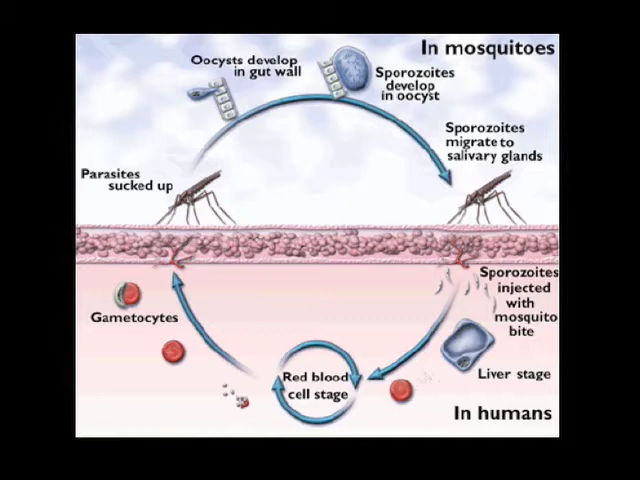 In mosquitoes
Oocysts develop
in gut wall
Sporozoites
develop
in oocyst
Sporozoites
migrate to
salivary glands
Parasites
sucked up
Sporozoites
injected
with
mosquito
bite
Gametocytes
Liver stage
Red blood
cell stage
In humans